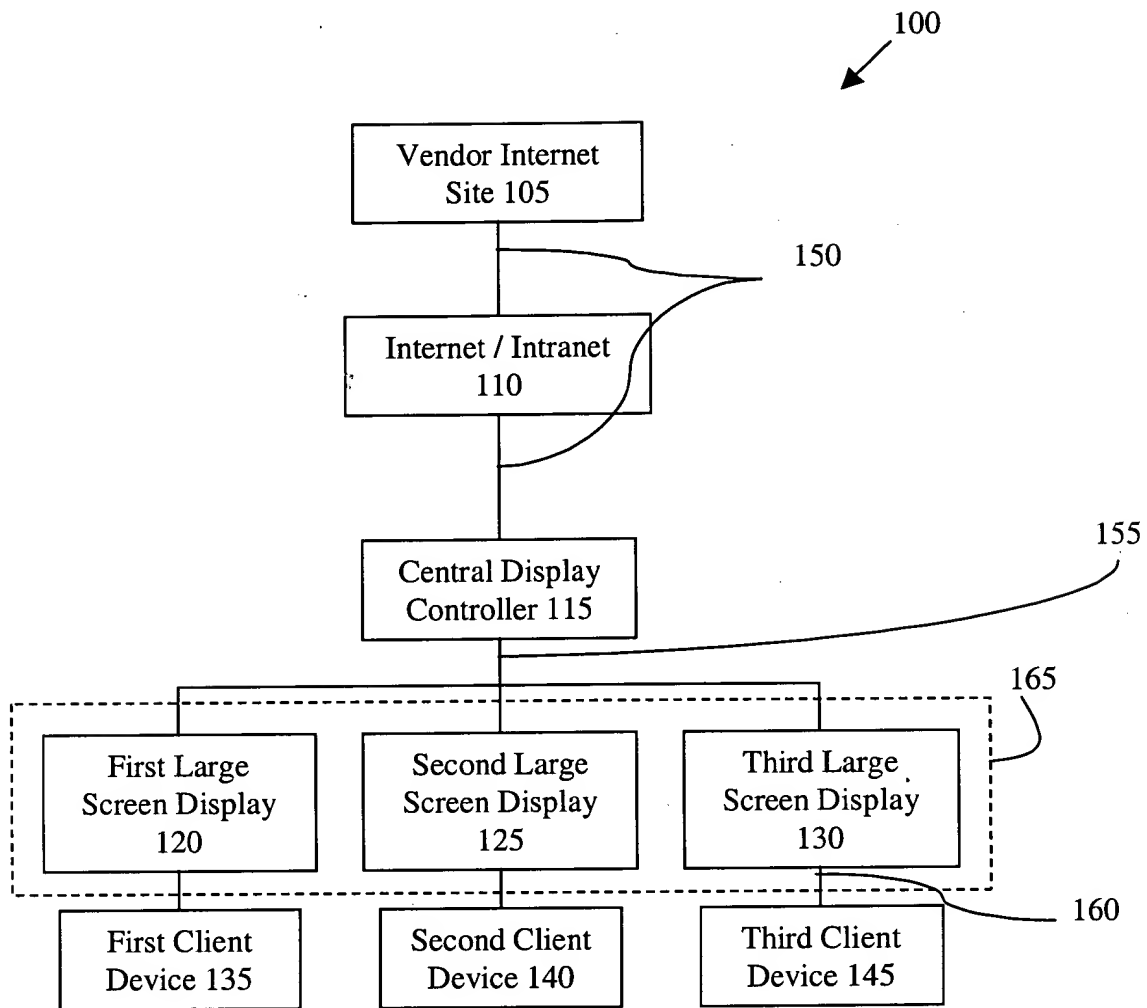 100
Vendor Internet
Site 105
150
Internet / Intranet
110
Central Display
Controller 115
155
165
First Large
Screen Display
120
Second Large
Screen Display
125
Third Large
Screen Display
130
160
First Client
Device 135
Second Client
Device 140
Third Client
Device 145